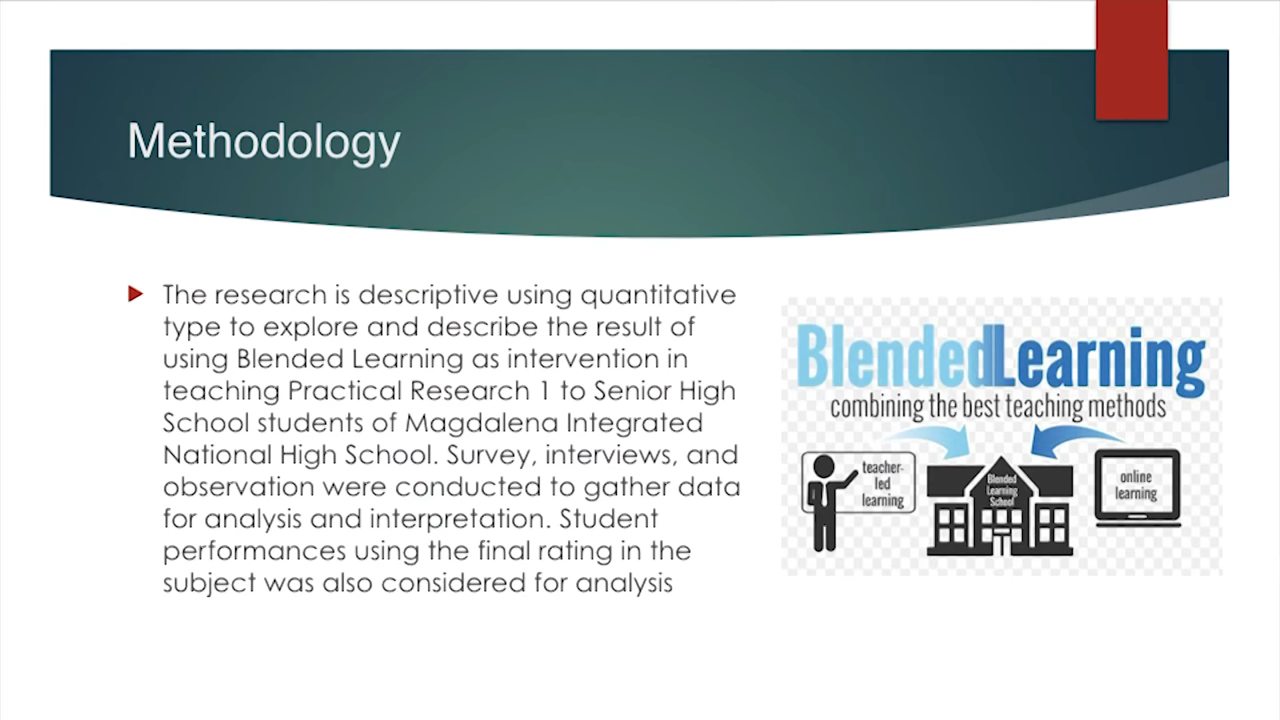 Methodology
The research is descriptive using quantitative
type to explore and describe the result of
using Blended Learning as intervention in
teaching Practical Research 1 to Senior High
School students of Magdalena Integrated
National High School. Survey, interviews, and
observation were conducted to gather data
for analysis and interpretation. Student
performances using the final rating in the
subject was also considered for analysis
BlendedLearning
combining the best teaching methods
teacher-
led
learning
Blended
Learning
School
online
learning